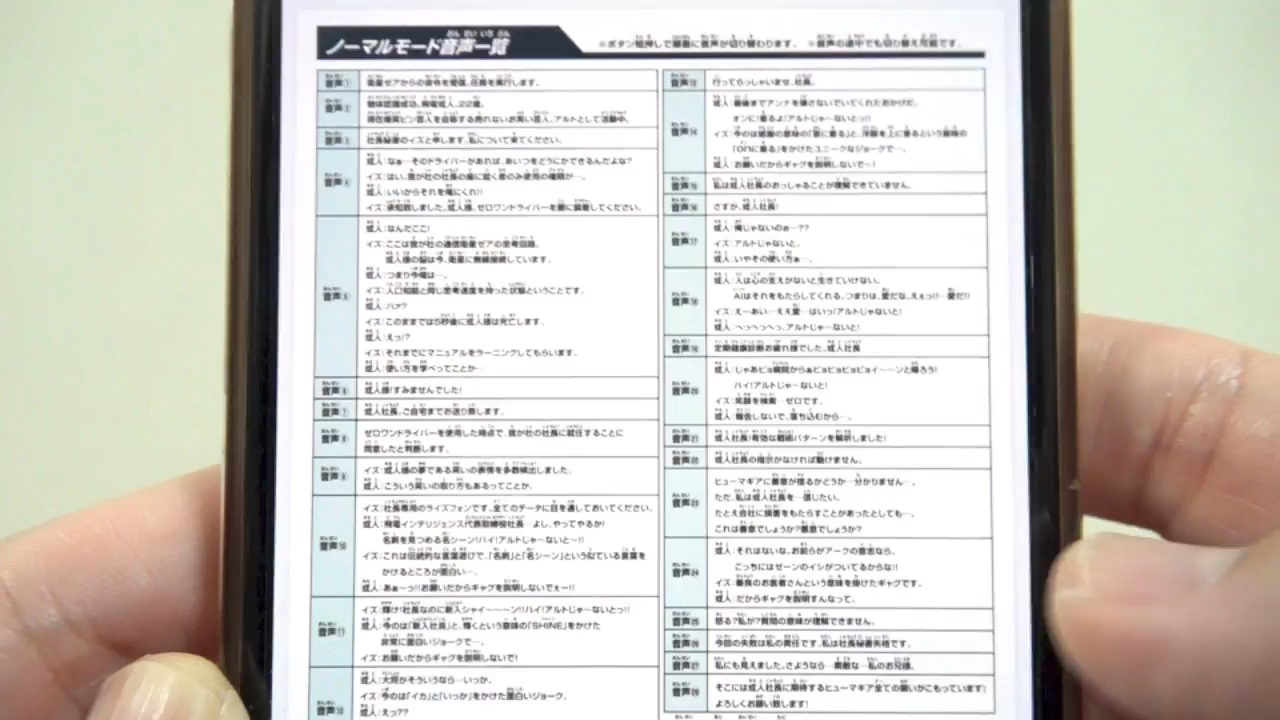 ノーマルモード音声一覧
※ボタン短押しで順番に音声が切り替わります。 ※音声の途中でも切り替え可能です。
音声1 衛星ゼアからの指令を受信。任務を実行します。
音声2 物体認識成功。飛電或人、22歳。
現在爆笑ピン芸人を自称する売れないお笑い芸人、アルトとして活動中。
音声3 社長秘書のイズと申します。私について来てください。
音声4 或人:なぁ…そのドライバーがあれば、あいつをどうにかできるんだよな?
イズ:はい。我が社の社長の座に就く者のみ使用の権限が…。
或人:いいからそれを俺にくれ!!
イズ:承知致しました。或人様、ゼロワンドライバーを腰に装着してください。
音声5 或人:なんだここ!
イズ:ここは我が社の通信衛星ゼアの思考回路。
或人様の脳は今、衛星に無線接続しています。
或人:つまり今俺は…。
イズ:人工知能と同じ思考速度を持った状態ということです。
或人:ハァ?
イズ:このままでは5秒後に或人様は死亡します。
或人:えっ!?
イズ:それまでにマニュアルをラーニングしてもらいます。
或人:使い方を学べってことか…
音声6 或人様!すみませんでした!
音声7 或人社長、ご自宅までお送り致します。
音声8 ゼロワンドライバーを使用した時点で、我が社の社長に就任することに
同意したと判断します。
音声9 イズ:或人様の夢である笑いの表情を多数検出しました。
或人:こういう笑いの取り方もあるってことか。
音声10 イズ:社長専用のライズフォンです。全てのデータに目を通しておいてください。
或人:飛電インテリジェンス代表取締役社長…よし、やってやるか!
名刺を見つめる名シーン!ハイ!アルトじゃ〜ないと〜!!
イズ:これは伝統的な言葉遊びで、「名刺」と「名シーン」という似ている言葉を
かけるところが面白い…
或人:あぁ〜っ!!お願いだからギャグを説明しないでぇー!!
音声11 イズ:輝け!社長なのに新入シャイ〜〜〜ン!!ハイ!アルトじゃ〜ないとっ!!
或人:今のは「新入社員」と、輝くという意味の「SHINE」をかけた
非常に面白いジョークで…。
イズ:お願いだからギャグを説明しないで!
音声12 或人:大将がそういうなら…いっか。
イズ:今のは「イカ」と「いっか」をかけた面白いジョーク。
或人:えっ??
音声13 行ってらっしゃいませ、社長。
音声14 或人:最後までアンナを壊さないでいてくれたおかげだ。
オンに!着るよ!アルトじゃ〜ないとっ!!
イズ:今のは感謝の意味の「恩に着る」と、洋服を上に着るという意味の
「onに着る」をかけたユニークなジョークで…。
或人:お願いだからギャグを説明しないで〜!
音声15 私は或人社長のおっしゃることが理解できていません。
音声16 さすが、或人社長!
音声17 或人:俺じゃないのぉ…??
イズ:アルトじゃないと。
或人:いやその使い方ぁ…。
音声18 或人:人は心の支えがないと生きていけない。
AIはそれをもたらしてくれる。つまりは、愛だな。えぇっ!!…愛だ!!
イズ:えーあい…ええ愛…はいっ!アルトじゃないと!
或人:へっへっへっ、アルトじゃ〜ないと!
音声19 定期健康診断お疲れ様でした、或人社長
音声20 或人:じゃあピョ病院からぁピョピョピョピョイ〜〜ンと帰ろう!
ハイ!アルトじゃ〜ないと!
イズ:笑顔を検索…ゼロです。
或人:報告しないで。落ち込むから…。
音声21 或人社長!有効な戦術パターンを解析しました!
音声22 或人社長の指示がなければ動けません。
音声23 ヒューマギアに善意が宿るかどうか…分かりません…。
ただ、私は或人社長を…信じたい。
たとえ会社に損害をもたらすことがあったとしても…。
これは善意でしょうか?悪意でしょうか?
音声24 或人:それはないな。お前らがアークの意志なら、
こっちにはぜーンのイシがついてるからな!!
イズ:善良のお医者さんという意味を掛けたギャグです。
或人:だからギャグを説明すんなって。
音声25 怒る?私が?質問の意味が理解できません。
音声26 今回の失敗は私の責任です。私は社長秘書失格です。
音声27 私にも見えました。さようなら…素敵な…私のお兄様。
音声28 そこには或人社長に期待するヒューマギア全ての願いがこもっています!
よろしくお願い致します!